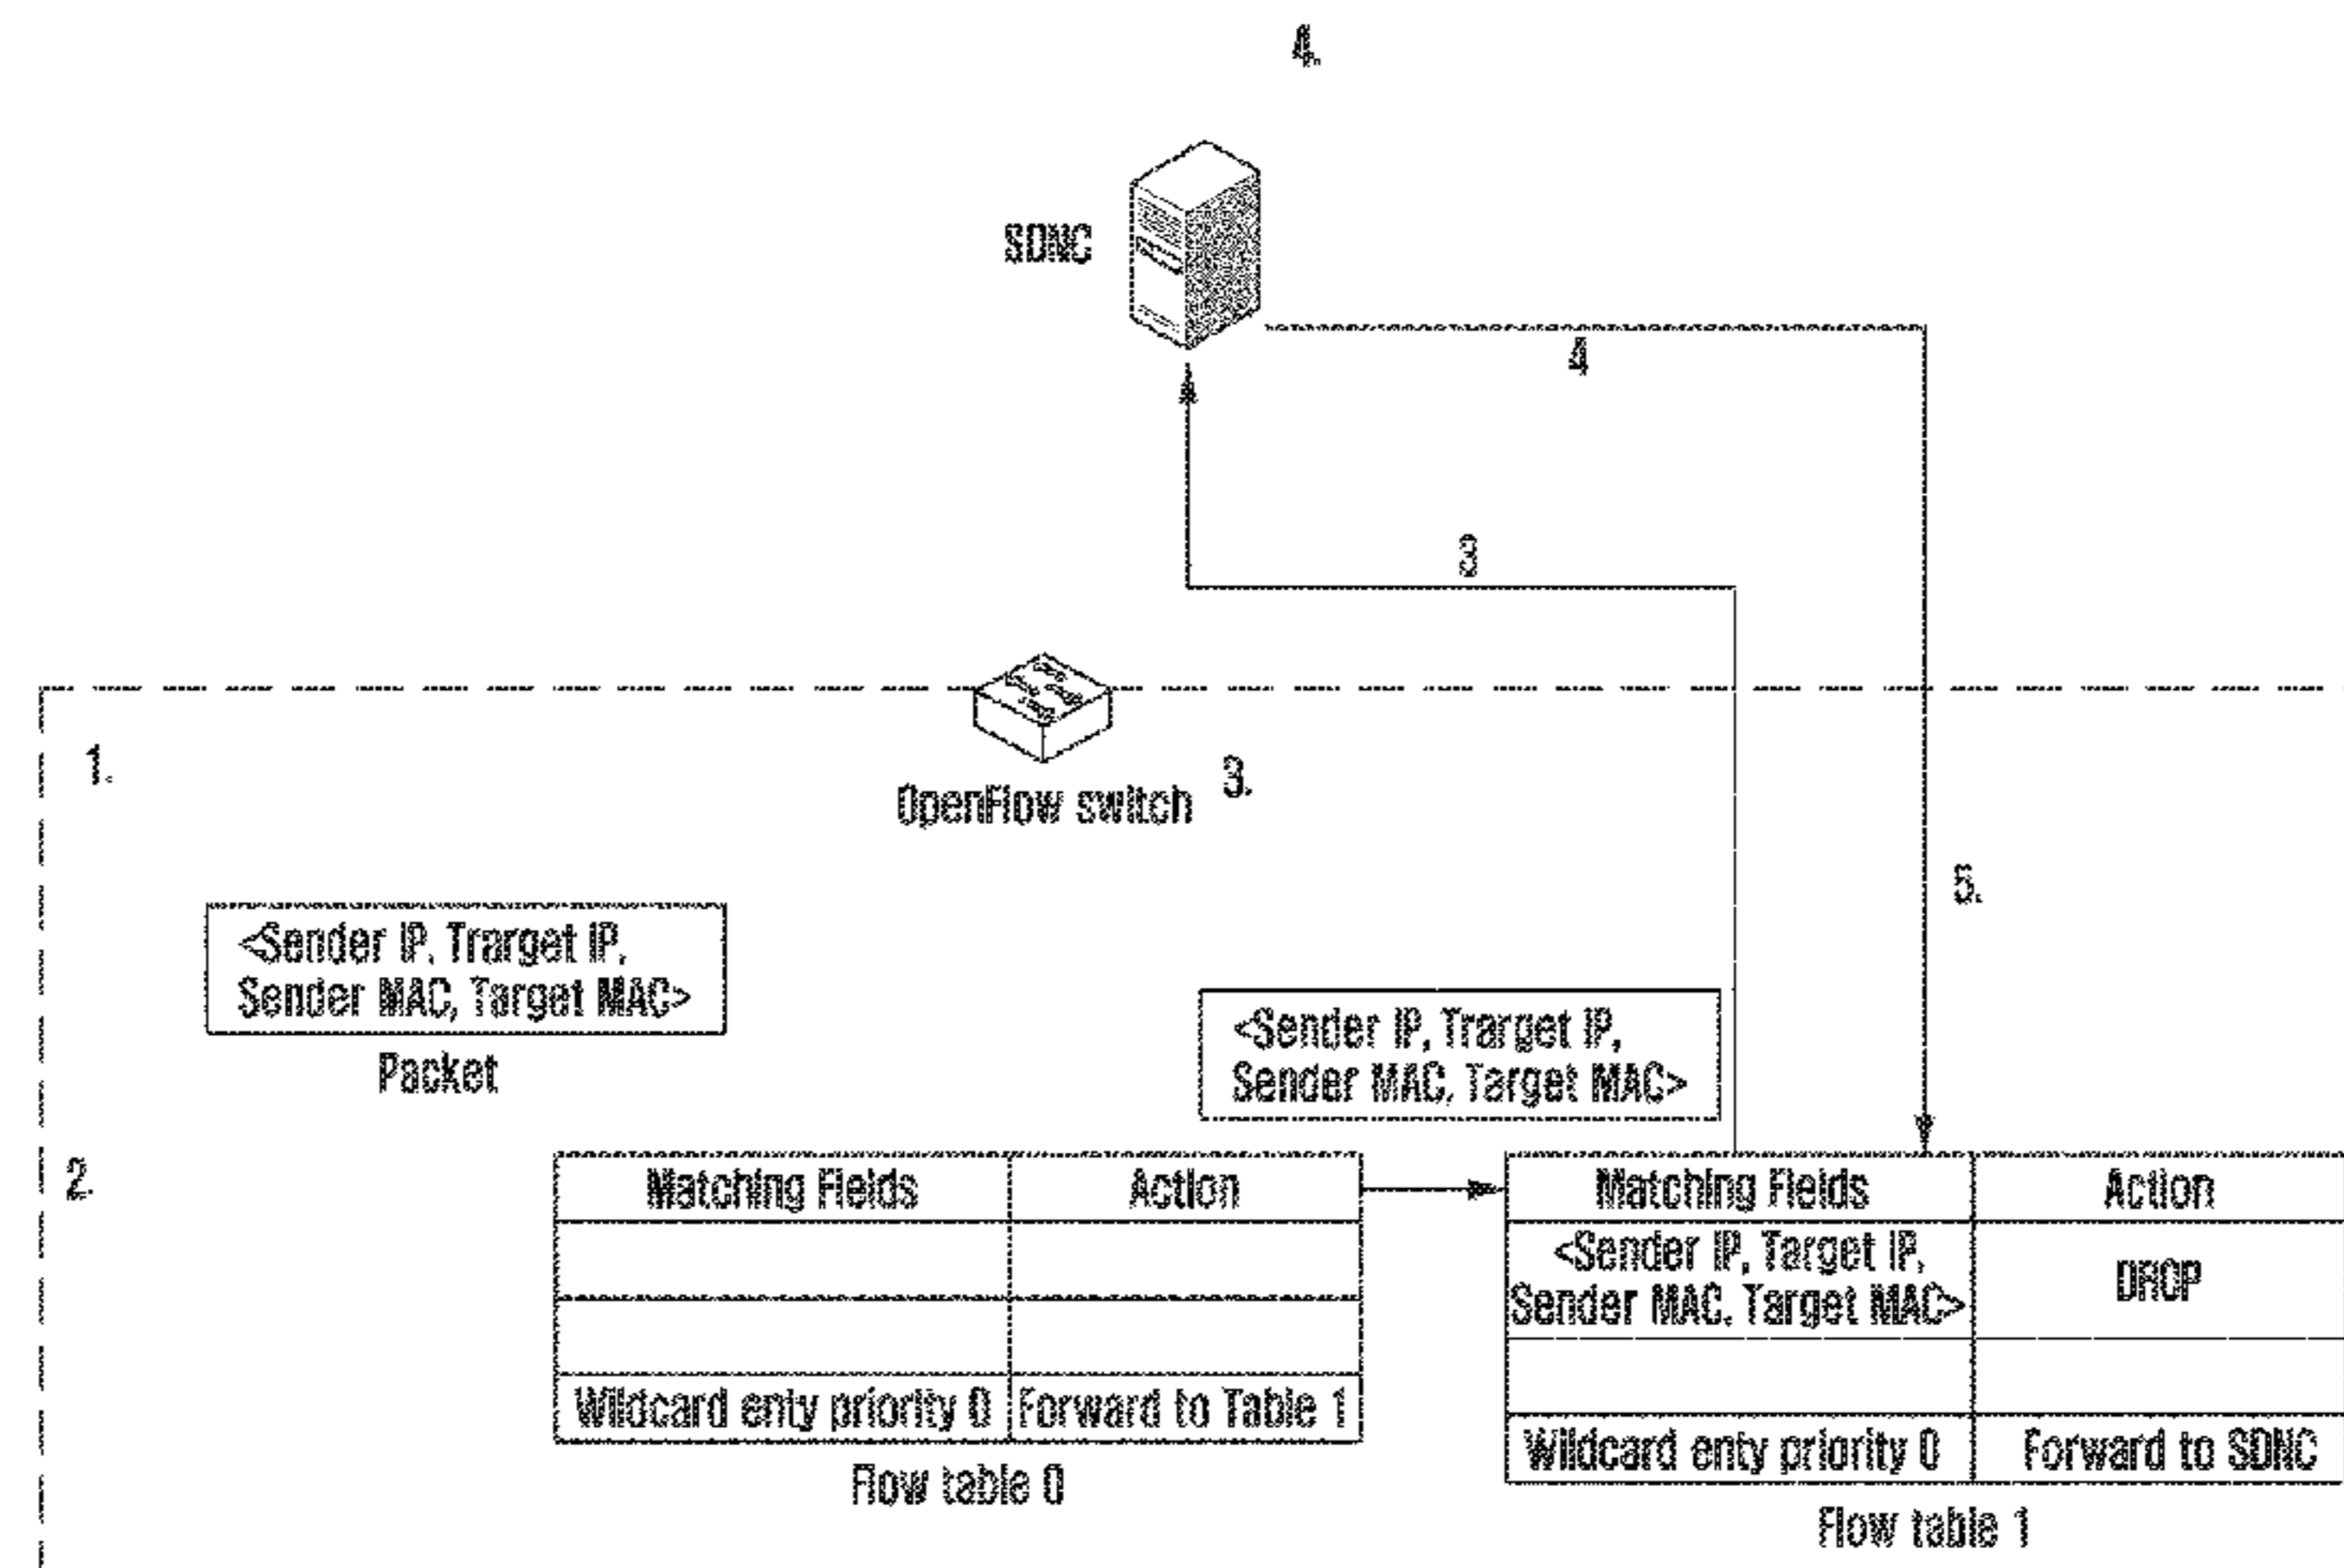 4.
SDNC
4
3
1.
OpenFlow switch
3.
5.
<Sender IP, Trarget IP,
Sender MAC, Target MAC>
Packet
<Sender IP, Trarget IP,
Sender MAC, Target MAC>
2.
Matching Fields
Action
Wildcard enty priority 0
Forward to Table 1
Flow table 0
Matching Fields
Action
<Sender IP, Target IP,
Sender MAC, Target MAC>
DROP
Wildcard enty priority 0
Forward to SDNC
Flow table 1